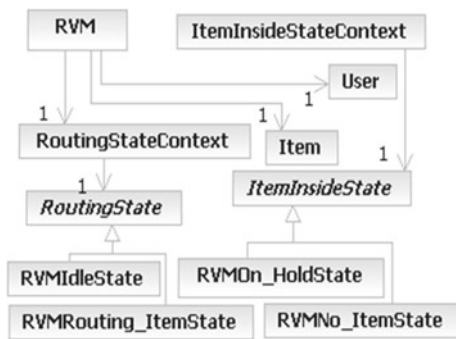 RVM
ItemInsideStateContext
User
1
1
1
RoutingStateContext
Item
1
1
RoutingState
ItemInsideState
RVMIdleState
RVMOn_HoldState
RVMRouting_ItemState
RVMNo_ItemState